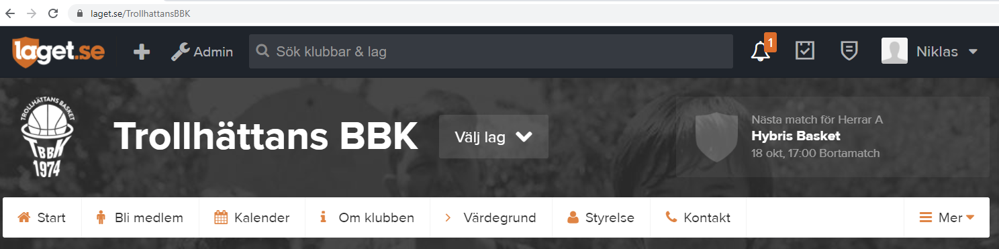 laget.se/TrollhattansBBK
laget.se
Admin
Sök klubbar & lag
1
Niklas
TROLLHÄTTANS BASKET
TBBK
1974
Trollhättans BBK
Välj lag
Nästa match för Herrar A
Hybris Basket
18 okt, 17:00 Bortamatch
Start
Bli medlem
Kalender
Om klubben
Värdegrund
Styrelse
Kontakt
Mer